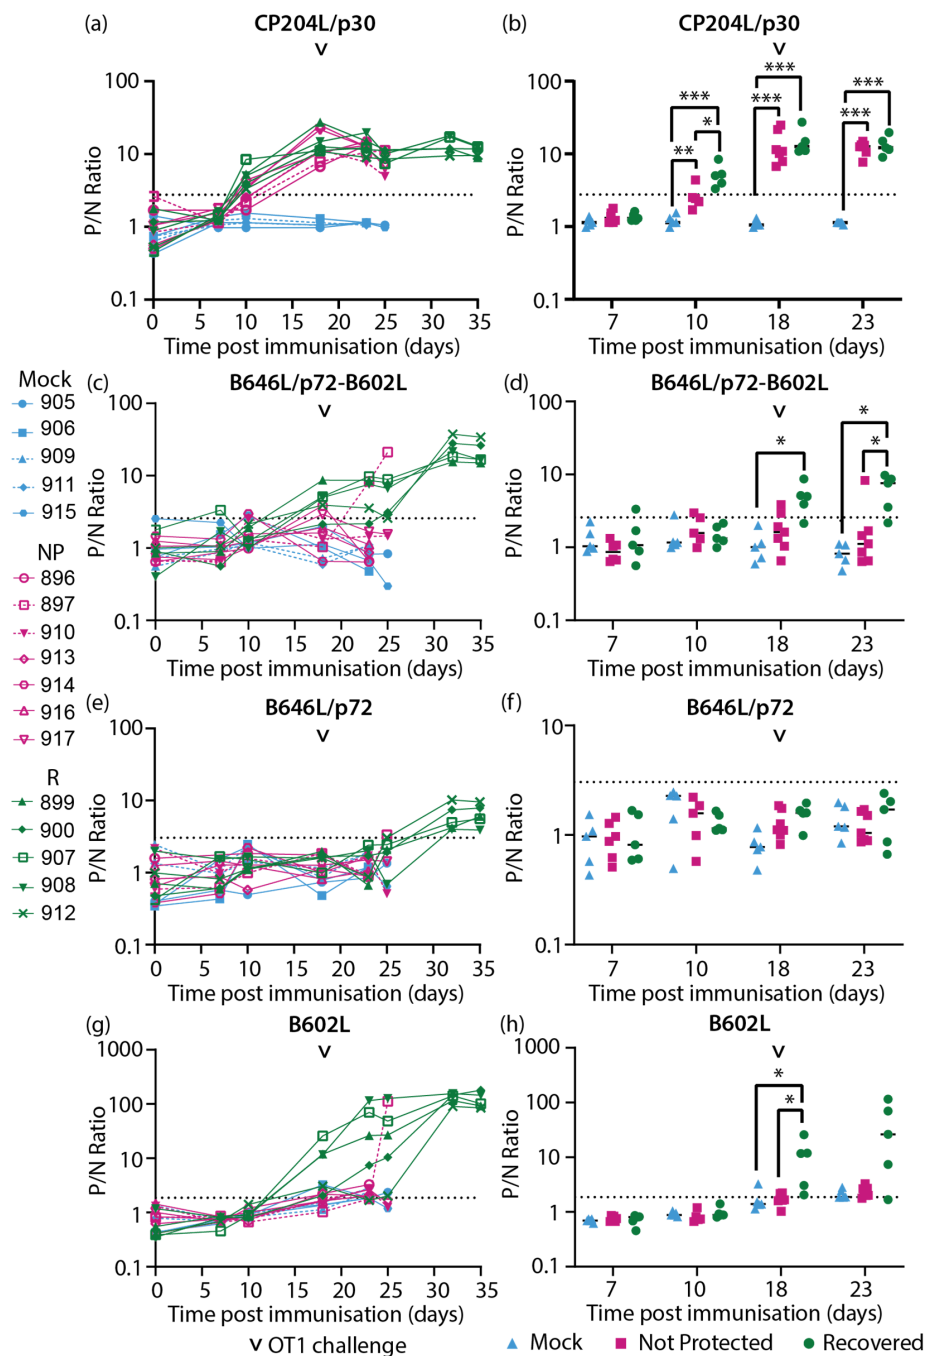 (a) CP204L/p30
V
P/N Ratio
100
10
1
0.1
0 5 10 15 20 25 30 35
Time post immunisation (days)
(b) CP204L/p30
V
P/N Ratio
100
10
1
0.1
*** *** ***
* *** ***
**
7 10 18 23
Time post immunisation (days)
Mock
905
906
909
911
915
NP
896
897
910
913
914
916
917
R
899
900
907
908
912
(c) B646L/p72-B602L
V
P/N Ratio
100
10
1
0.1
0 5 10 15 20 25 30 35
Time post immunisation (days)
(d) B646L/p72-B602L
V
P/N Ratio
100
10
1
0.1
* * *
7 10 18 23
Time post immunisation (days)
(e) B646L/p72
V
P/N Ratio
100
10
1
0.1
0 5 10 15 20 25 30 35
Time post immunisation (days)
(f) B646L/p72
V
P/N Ratio
10
1
0.1
7 10 18 23
Time post immunisation (days)
(g) B602L
V
P/N Ratio
1000
100
10
1
0.1
0 5 10 15 20 25 30 35
Time post immunisation (days)
(h) B602L
V
P/N Ratio
1000
100
10
1
0.1
*
*
7 10 18 23
Time post immunisation (days)
V OT1 challenge
Mock Not Protected Recovered